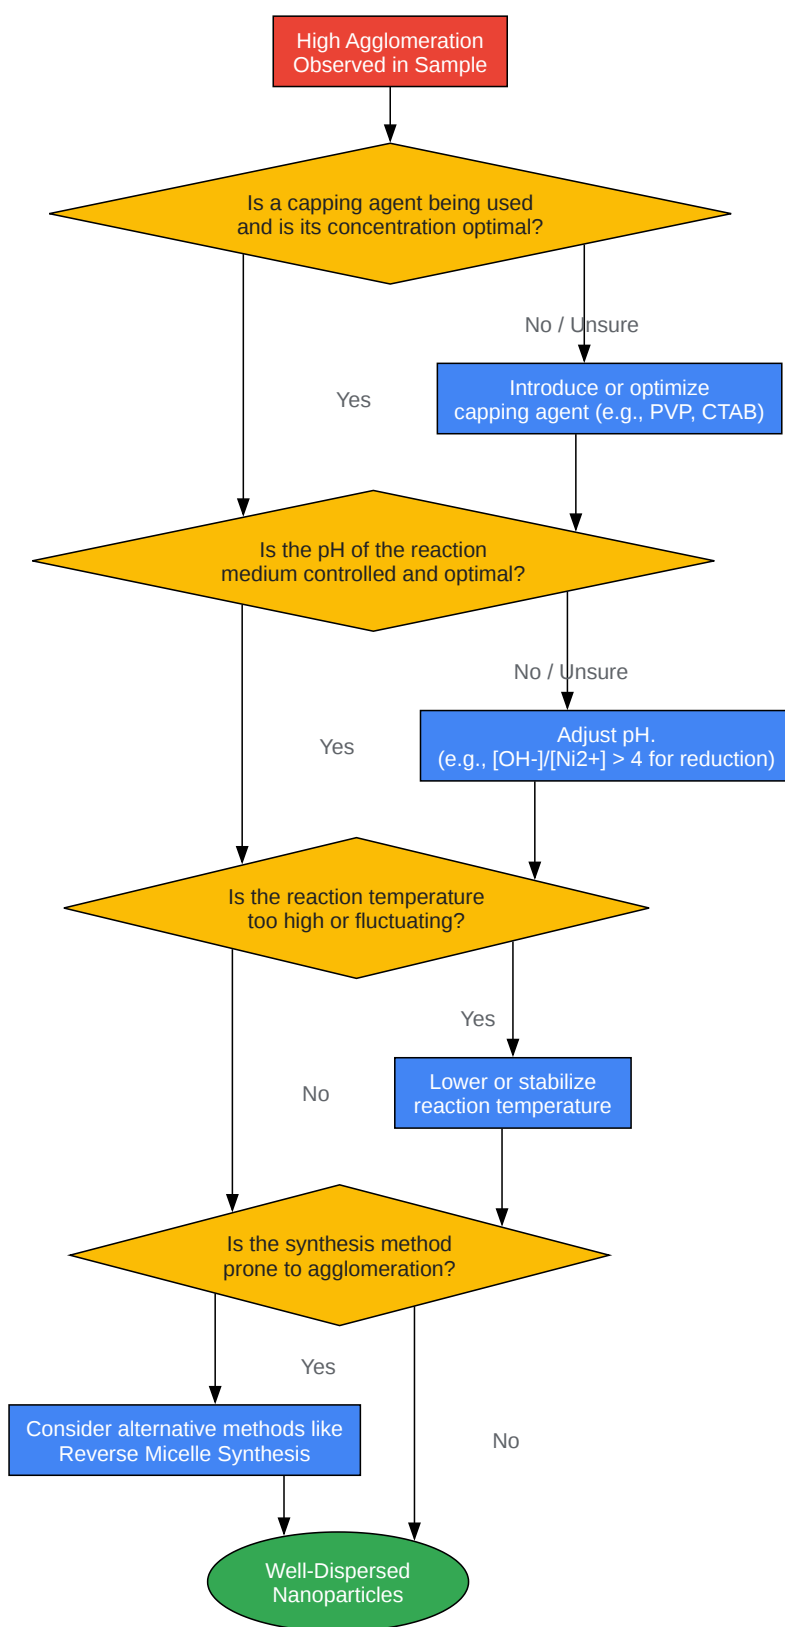 High Agglomeration
Observed in Sample
Is a capping agent being used
and is its concentration optimal?
No / Unsure
Introduce or optimize
capping agent (e.g., PVP, CTAB)
Yes
Is the pH of the reaction
medium controlled and optimal?
No / Unsure
Adjust pH.
(e.g., [OH-]/[Ni2+] > 4 for reduction)
Yes
Is the reaction temperature
too high or fluctuating?
Yes
Lower or stabilize
reaction temperature
No
Is the synthesis method
prone to agglomeration?
Yes
Consider alternative methods like
Reverse Micelle Synthesis
No
Well-Dispersed
Nanoparticles